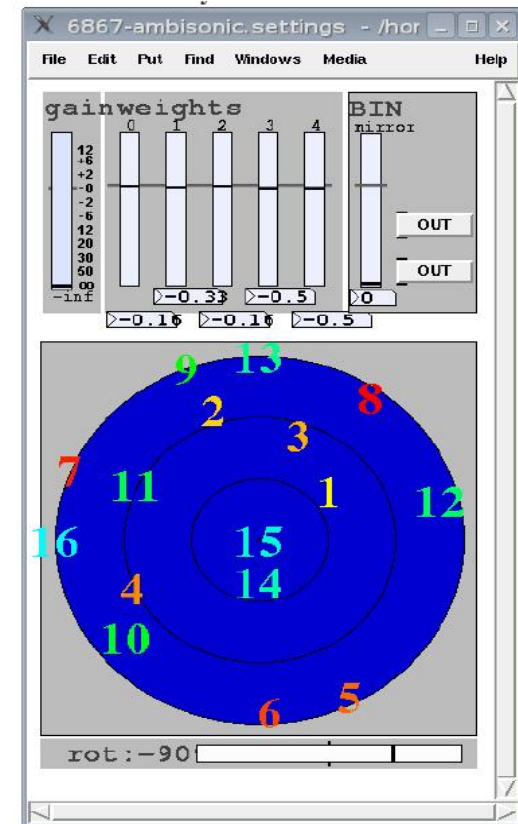 6867-ambisonic.settings - /hor
File Edit Put Find Windows Media Help
gain weights BIN
mirror
0 1 2 3 4
12
+6
+2
-0
-2
-6
12
20
30
50
∞
-inf
OUT
OUT
-0.33 -0.5 0
-0.16 -0.16 -0.5
13
9
8
2
3
7
11
1
12
16
15
14
4
10
5
6
rot:-90